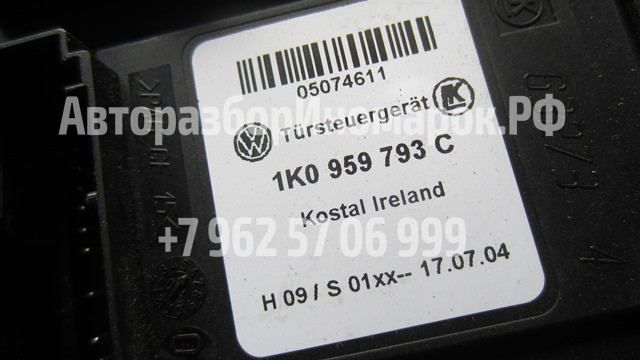 05074611
АвторазборИномарок.РФ
Türsteuergerät
1K0 959 793 C
Kostal Ireland
+7 962 57 06 999
H 09 / S 01xx-- 17.07.04